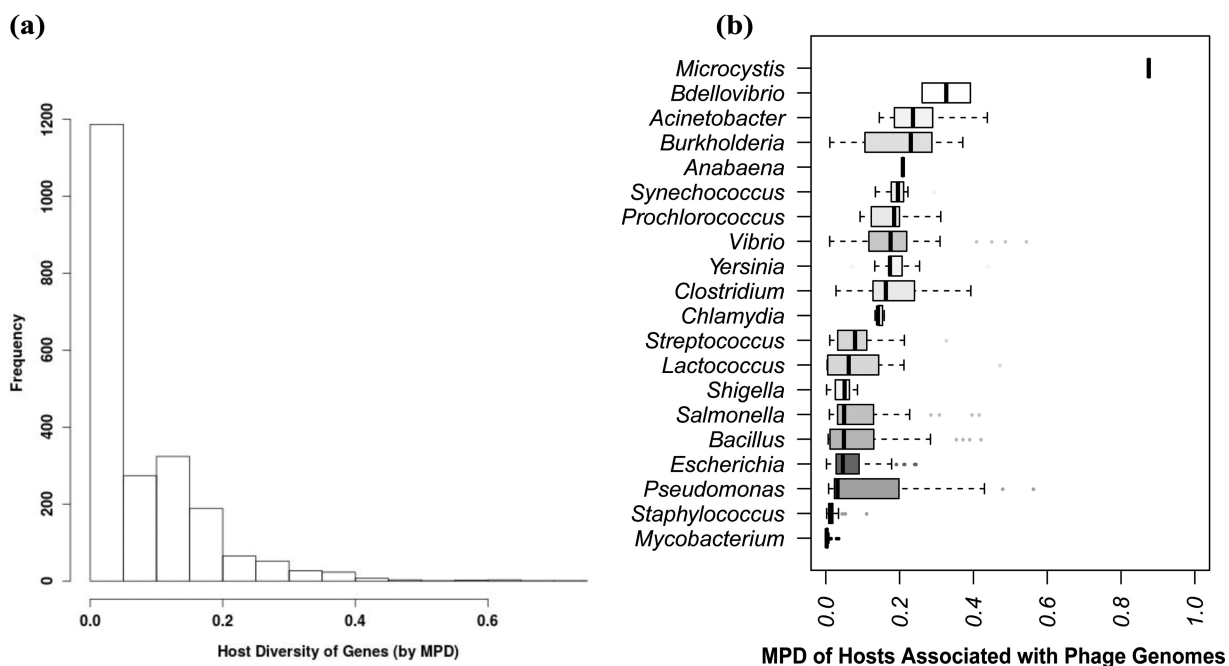 (a)
1200
1000
800
600
400
200
0
Frequency
0.0
0.2
0.4
0.6
Host Diversity of Genes (by MPD)
(b)
Microcystis
Bdellovibrio
Acinetobacter
Burkholderia
Anabaena
Synechococcus
Prochlorococcus
Vibrio
Yersinia
Clostridium
Chlamydia
Streptococcus
Lactococcus
Shigella
Salmonella
Bacillus
Escherichia
Pseudomonas
Staphylococcus
Mycobacterium
0.0
0.2
0.4
0.6
0.8
1.0
MPD of Hosts Associated with Phage Genomes